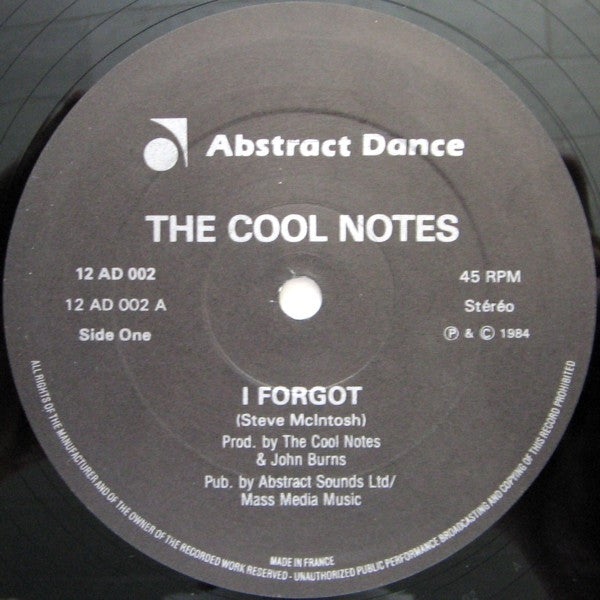 Abstract Dance
THE COOL NOTES
12 AD 002
12 AD 002 A
Side One
45 RPM
Stéréo
℗ & © 1984
I FORGOT
(Steve McIntosh)
Prod. by The Cool Notes
& John Burns
Pub. by Abstract Sounds Ltd/
Mass Media Music
MADE IN FRANCE
ALL RIGHTS OF THE MANUFACTURER AND OF THE OWNER OF THE RECORDED WORK RESERVED - UNAUTHORIZED PUBLIC PERFORMANCE BROADCASTING AND COPYING OF THIS RECORD PROHIBITED